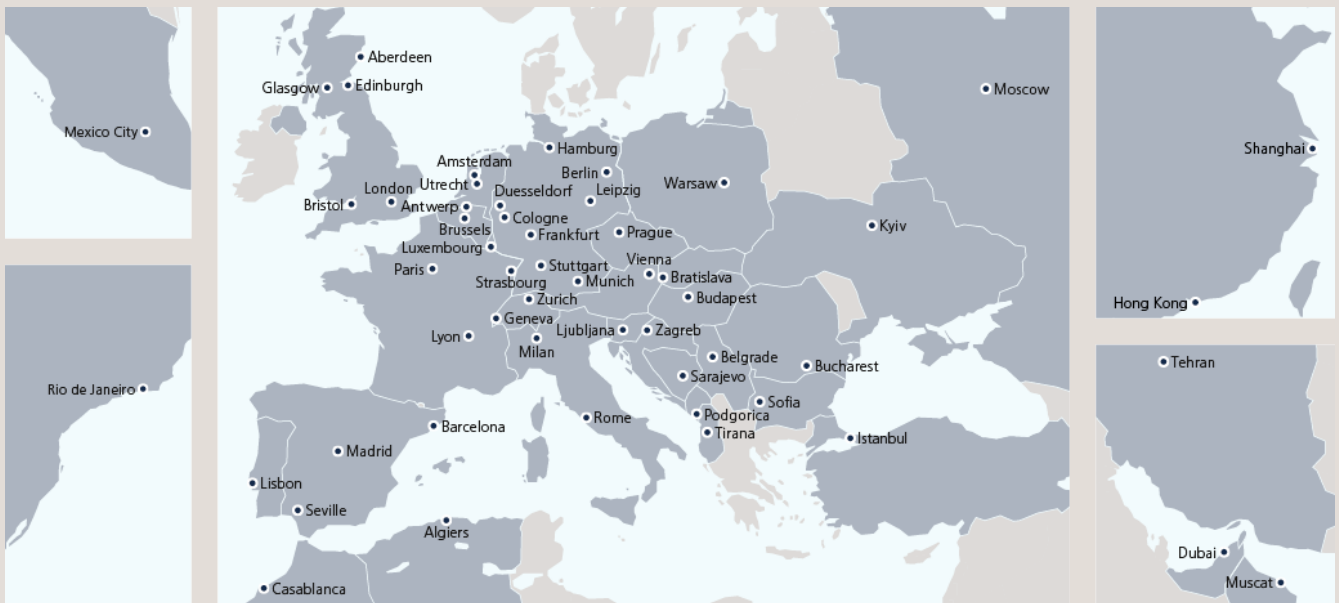 Aberdeen
Glasgow
Edinburgh
Moscow
Mexico City
Shanghai
Hamburg
Amsterdam
Berlin
Utrecht
Duesseldorf
Leipzig
Warsaw
London
Bristol
Antwerp
Cologne
Brussels
Kyiv
Frankfurt
Prague
Luxembourg
Vienna
Paris
Stuttgart
Strasbourg
Munich
Bratislava
Zurich
Budapest
Hong Kong
Geneva
Lyon
Ljubljana
Zagreb
Milan
Belgrade
Bucharest
Tehran
Sarajevo
Rio de Janeiro
Sofia
Podgorica
Rome
Barcelona
Tirana
Istanbul
Madrid
Lisbon
Seville
Algiers
Dubai
Muscat
Casablanca